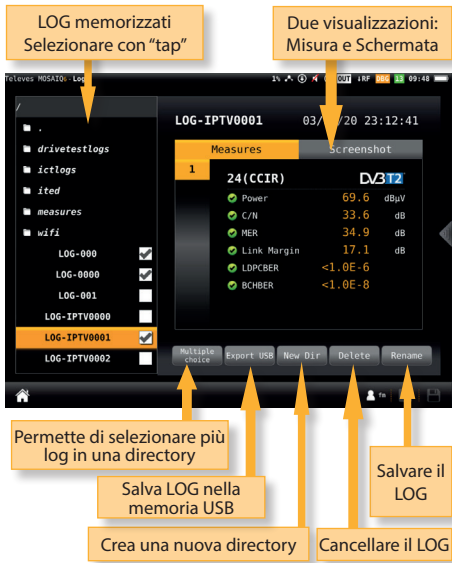 LOG memorizzati
Selezionare con “tap”
Due visualizzazioni:
Misura e Schermata
1%
OUT
↓RF
DBG
13
09:48
/
LOG-IPTV0001
23:12:41
.
drivetestlogs
ictlogs
ited
measures
wifi
LOG-000
LOG-0000
LOG-001
LOG-IPTV0000
LOG-IPTV0001
LOG-IPTV0002
Measures
Screenshot
1
24(CCIR)
DVB T2
Power 69.6 dBµV
C/N 33.6 dB
MER 34.9 dB
Link Margin 17.1 dB
LDPCBER <1.0E-6
BCHBER <1.0E-8
Multiple choice
Export USB
New Dir
Delete
Rename
Permette di selezionare più
log in una directory
Salva LOG nella
memoria USB
Salvare il
LOG
Crea una nuova directory
Cancellare il LOG